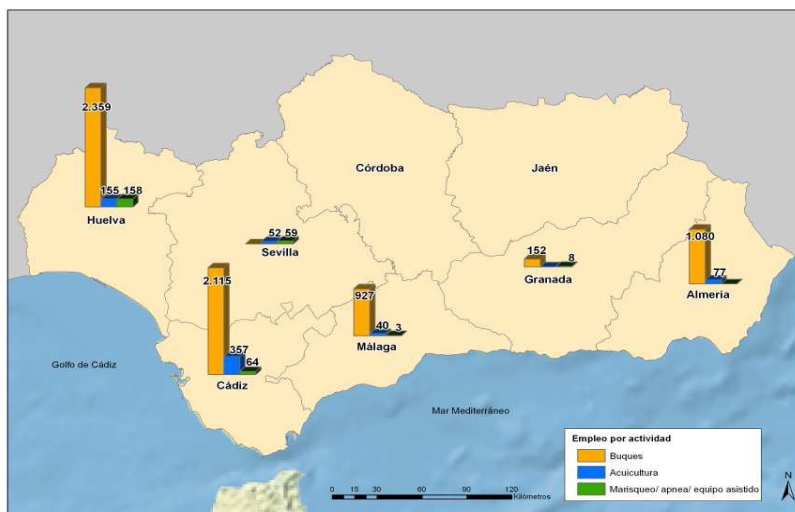 2.359
155 158
Huelva
Córdoba
Jaén
52 59
Sevilla
152
8
Granada
1.080
77
Almería
2.115
357
64
Cádiz
927
40
3
Málaga
Golfo de Cádiz
Mar Mediterráneo
Empleo por actividad
Buques
Acuicultura
Marisqueo/ apnea/ equipo asistido
0 15 30 60 90 120
Kilómetros
N